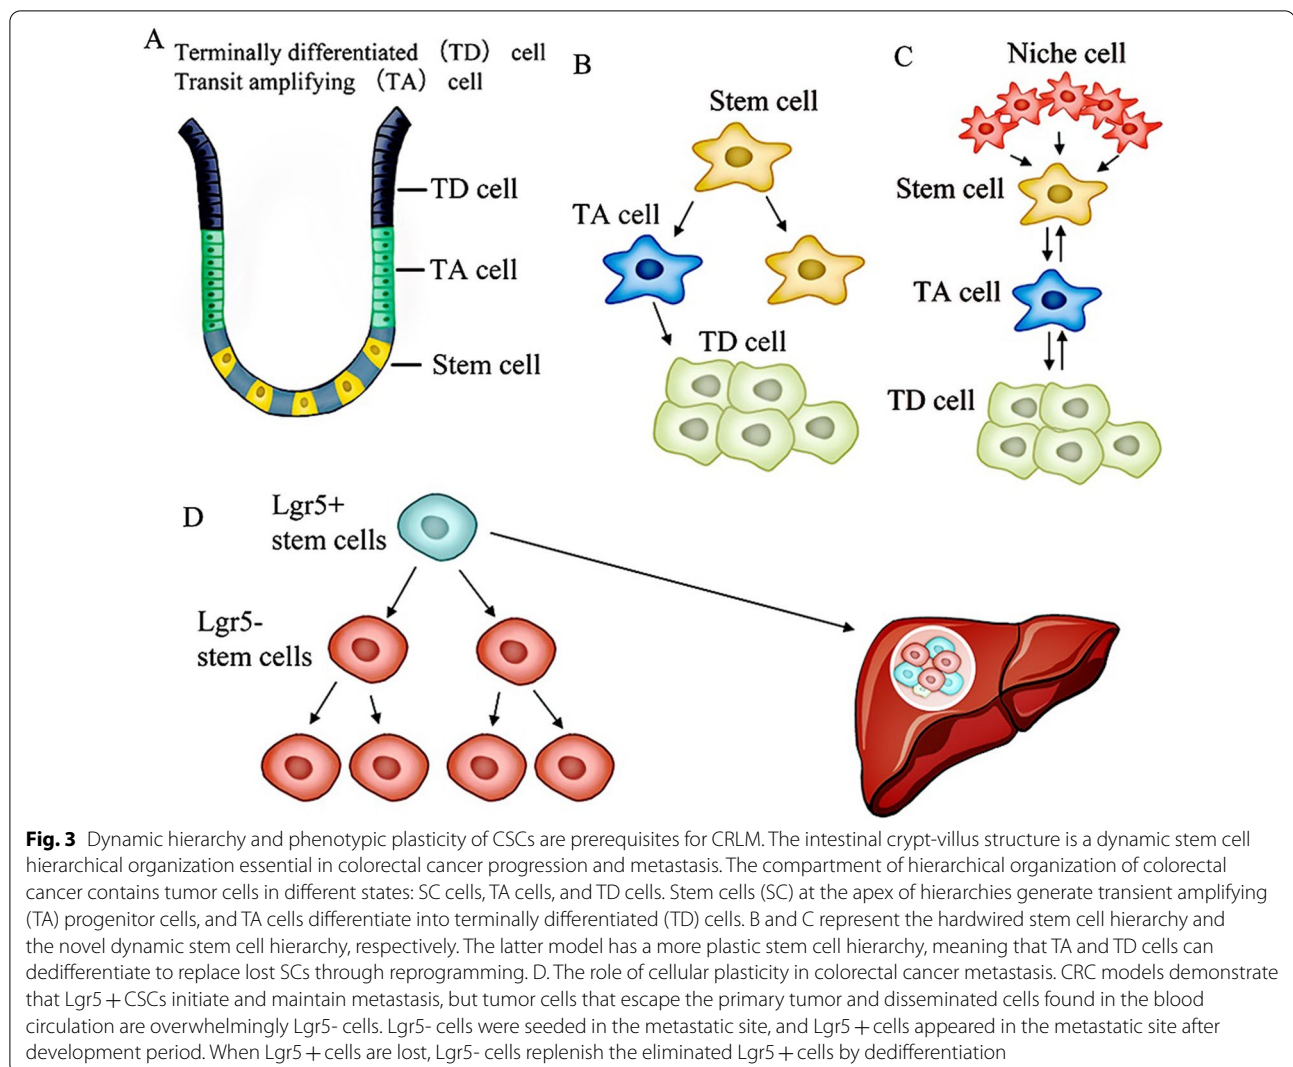 A
Terminally differentiated （TD） cell
Transit amplifying （TA） cell
TD cell
TA cell
Stem cell
B
Stem cell
TA cell
TD cell
C
Niche cell
Stem cell
TA cell
TD cell
D
Lgr5+
stem cells
Lgr5-
stem cells
Fig. 3 Dynamic hierarchy and phenotypic plasticity of CSCs are prerequisites for CRLM. The intestinal crypt-villus structure is a dynamic stem cell
hierarchical organization essential in colorectal cancer progression and metastasis. The compartment of hierarchical organization of colorectal
cancer contains tumor cells in different states: SC cells, TA cells, and TD cells. Stem cells (SC) at the apex of hierarchies generate transient amplifying
(TA) progenitor cells, and TA cells differentiate into terminally differentiated (TD) cells. B and C represent the hardwired stem cell hierarchy and
the novel dynamic stem cell hierarchy, respectively. The latter model has a more plastic stem cell hierarchy, meaning that TA and TD cells can
dedifferentiate to replace lost SCs through reprogramming. D. The role of cellular plasticity in colorectal cancer metastasis. CRC models demonstrate
that Lgr5 + CSCs initiate and maintain metastasis, but tumor cells that escape the primary tumor and disseminated cells found in the blood
circulation are overwhelmingly Lgr5- cells. Lgr5- cells were seeded in the metastatic site, and Lgr5 + cells appeared in the metastatic site after
development period. When Lgr5 + cells are lost, Lgr5- cells replenish the eliminated Lgr5 + cells by dedifferentiation